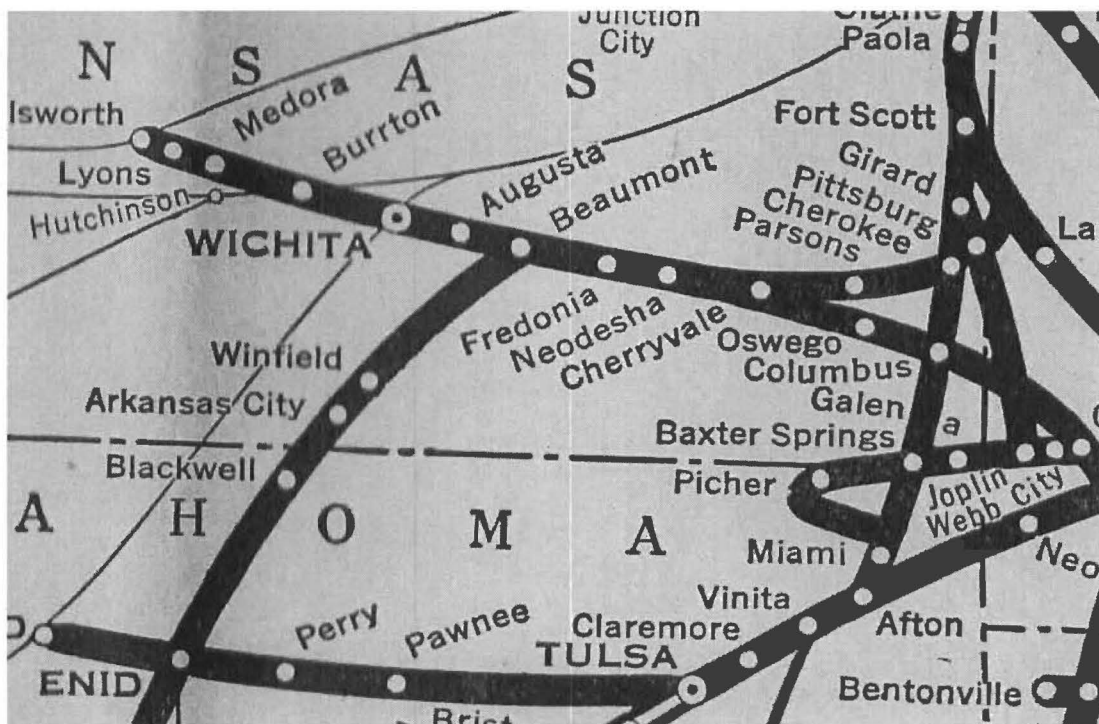 Junction
City
Paola
N S A S
lsworth
Medora
Burrton
Fort Scott
Lyons
Augusta
Beaumont
Girard
Hutchinson
Pittsburg
Cherokee
Parsons
La
WICHITA
Fredonia
Neodesha
Cherryvale
Oswego
Columbus
Winfield
Galen
Arkansas City
Baxter Springs
a
Blackwell
Picher
Joplin
Webb City
A H O M A
Miami
Neo
Vinita
Perry
Pawnee
Claremore
Afton
TULSA
ENID
Bentonville